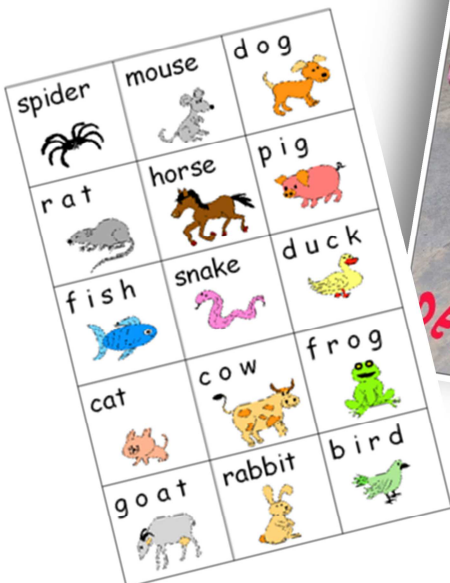 spider mouse dog
rat horse pig
fish snake duck
cat cow frog
goat rabbit bird